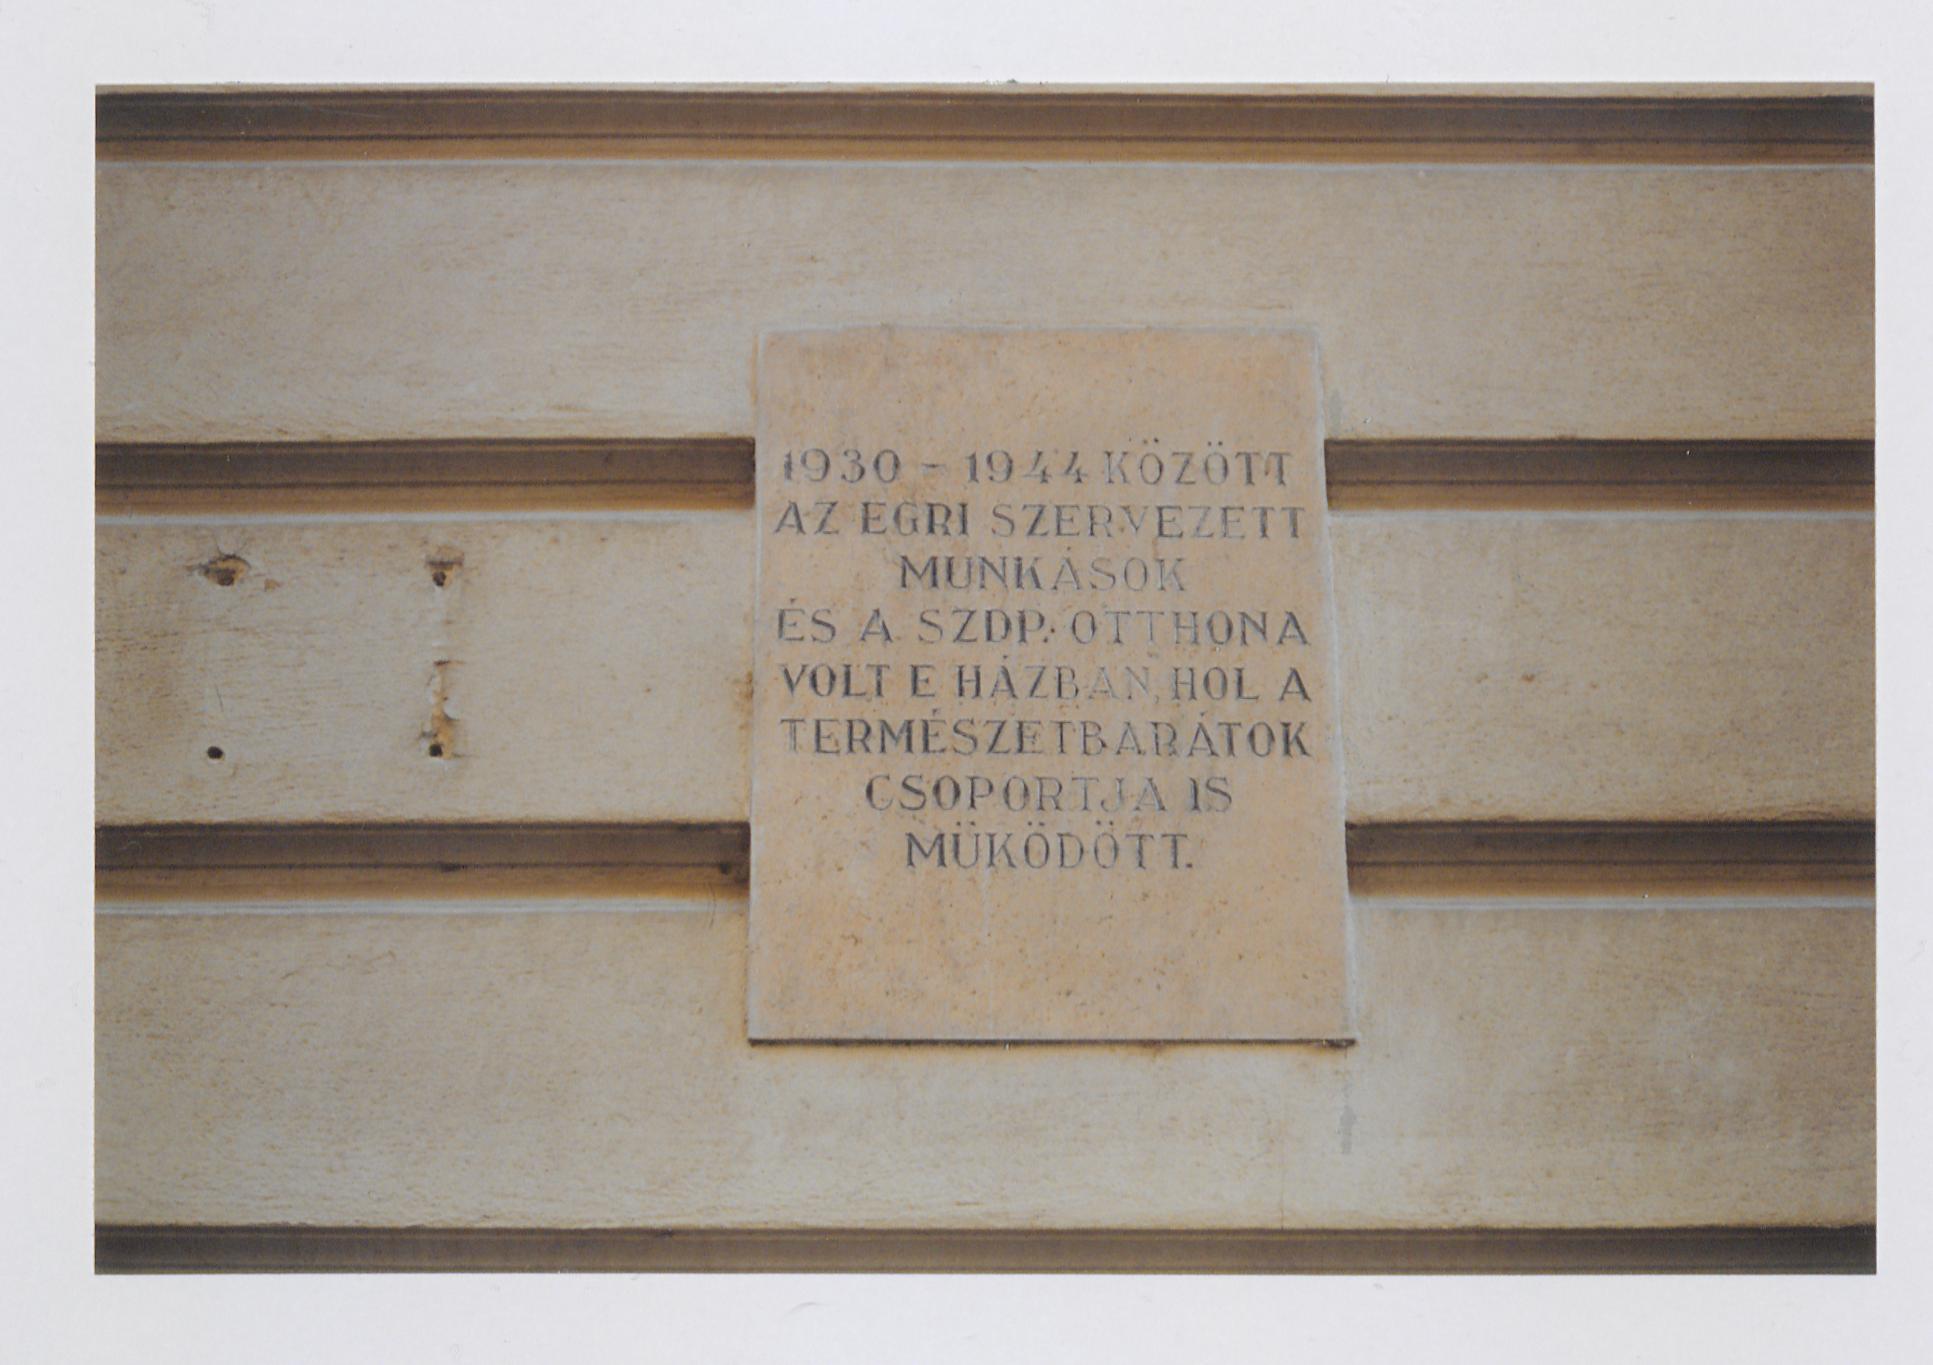 1930 - 1944 KÖZÖTT
AZ EGRI SZERVEZETT
MUNKÁSOK
ÉS A SZDP. OTTHONA
VOLT E HÁZBAN, HOL A
TERMÉSZETBARÁTOK
CSOPORTJA IS
MÜKÖDÖTT.